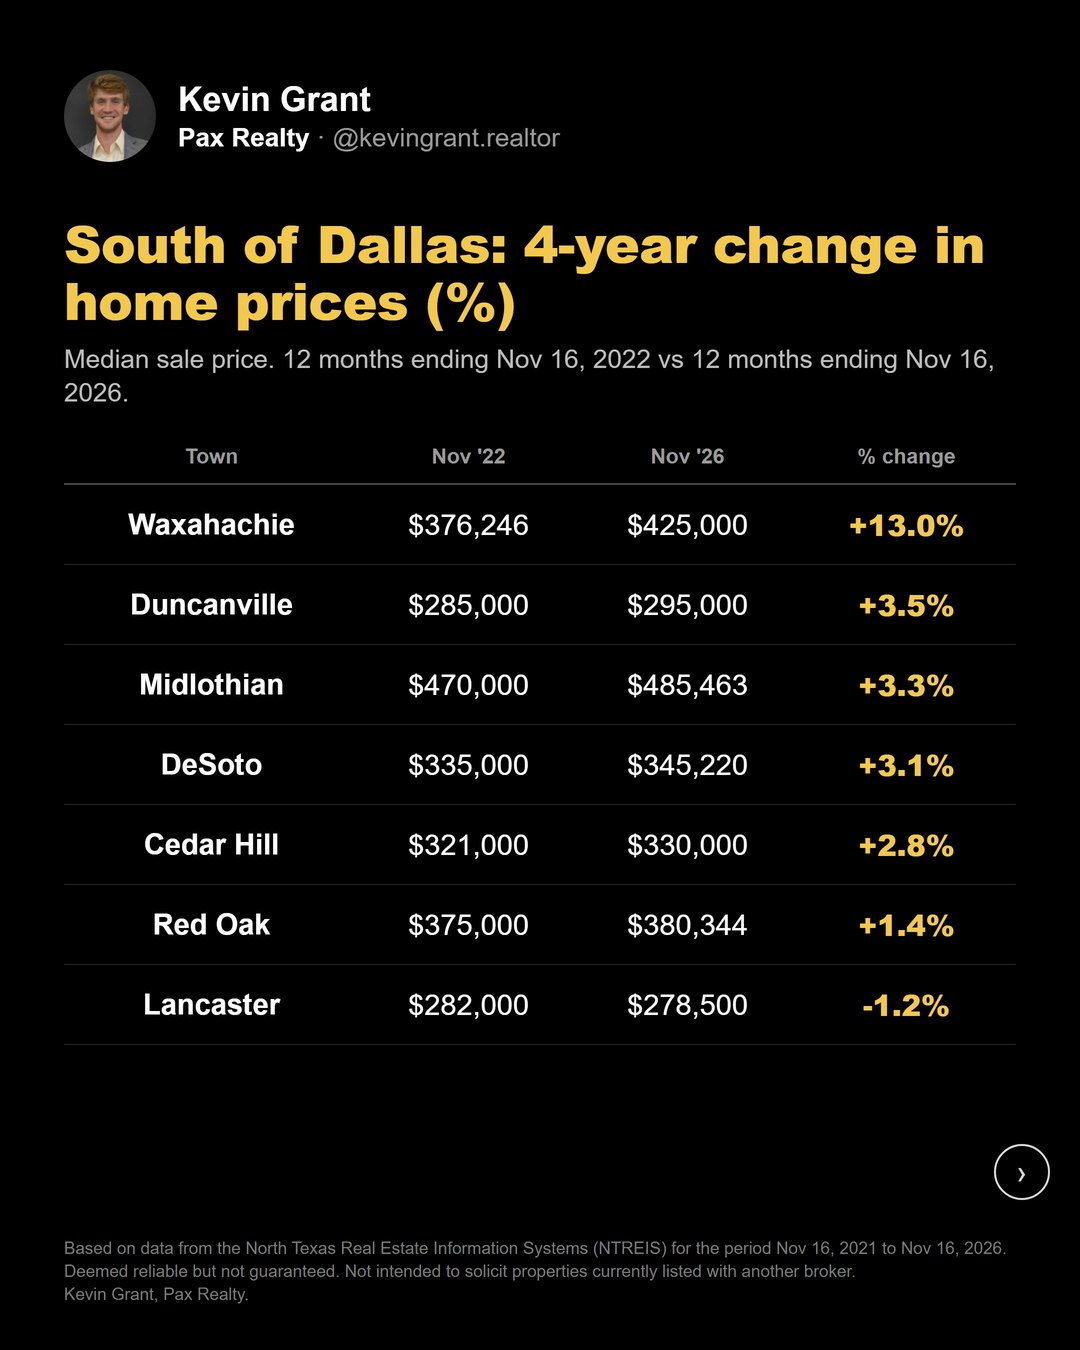 Kevin Grant
Pax Realty · @kevingrant.realtor
South of Dallas: 4-year change in
home prices (%)
Median sale price. 12 months ending Nov 16, 2022 vs 12 months ending Nov 16,
2026.
Town Nov '22 Nov '26 % change
Waxahachie $376,246 $425,000 +13.0%
Duncanville $285,000 $295,000 +3.5%
Midlothian $470,000 $485,463 +3.3%
DeSoto $335,000 $345,220 +3.1%
Cedar Hill $321,000 $330,000 +2.8%
Red Oak $375,000 $380,344 +1.4%
Lancaster $282,000 $278,500 -1.2%
Based on data from the North Texas Real Estate Information Systems (NTREIS) for the period Nov 16, 2021 to Nov 16, 2026.
Deemed reliable but not guaranteed. Not intended to solicit properties currently listed with another broker.
Kevin Grant, Pax Realty.